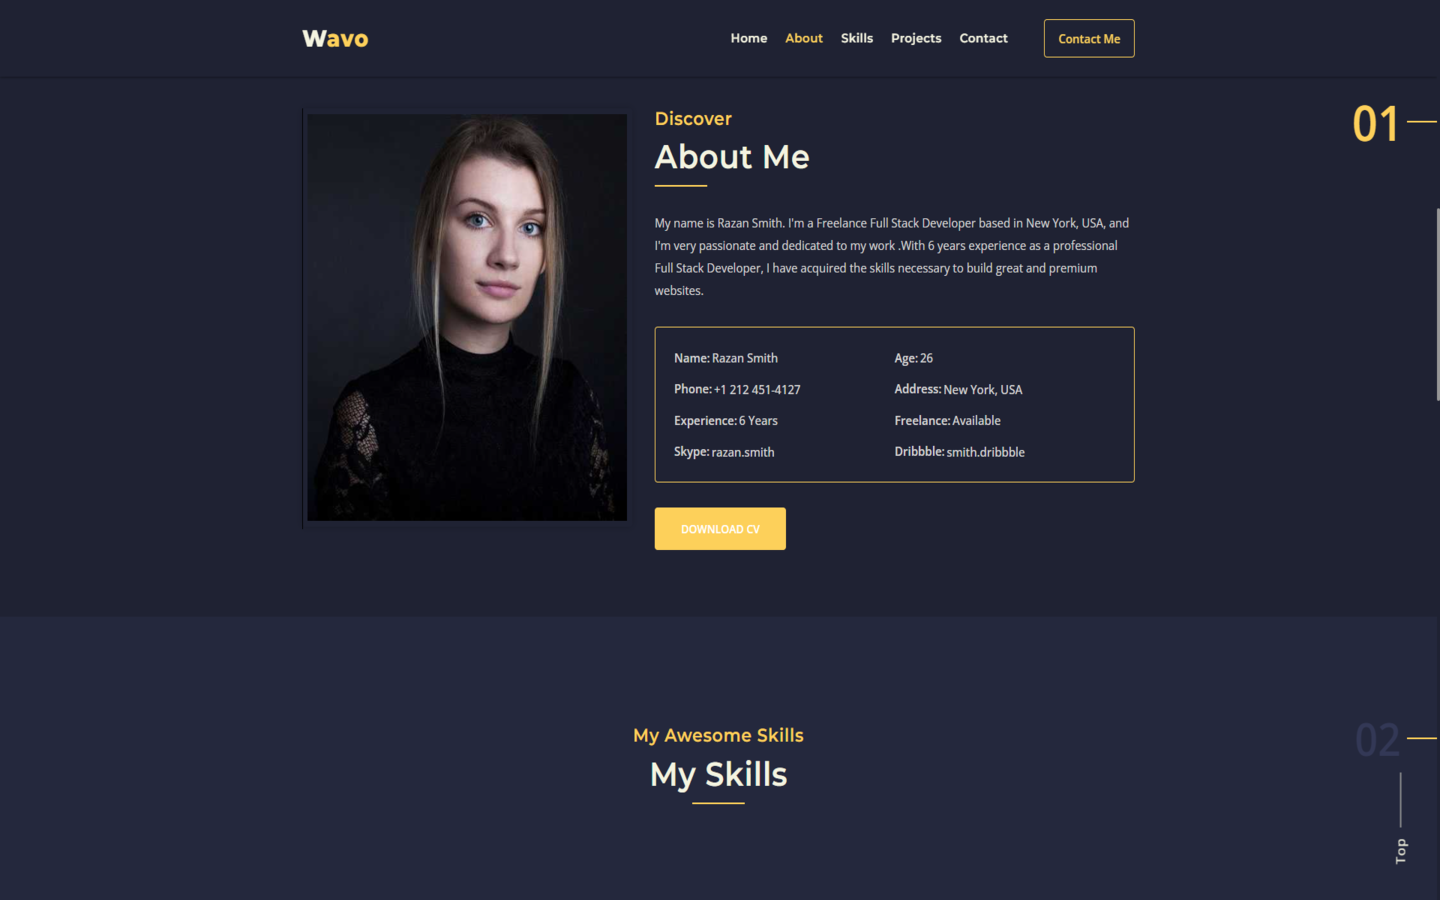 Wavo
Home About Skills Projects Contact Contact Me
01
Discover
About Me
My name is Razan Smith. I'm a Freelance Full Stack Developer based in New York, USA, and
I'm very passionate and dedicated to my work .With 6 years experience as a professional
Full Stack Developer, I have acquired the skills necessary to build great and premium
websites.
Name: Razan Smith Age: 26
Phone: +1 212 451-4127 Address: New York, USA
Experience: 6 Years Freelance: Available
Skype: razan.smith Dribbble: smith.dribbble
DOWNLOAD CV
My Awesome Skills
02
My Skills
Top